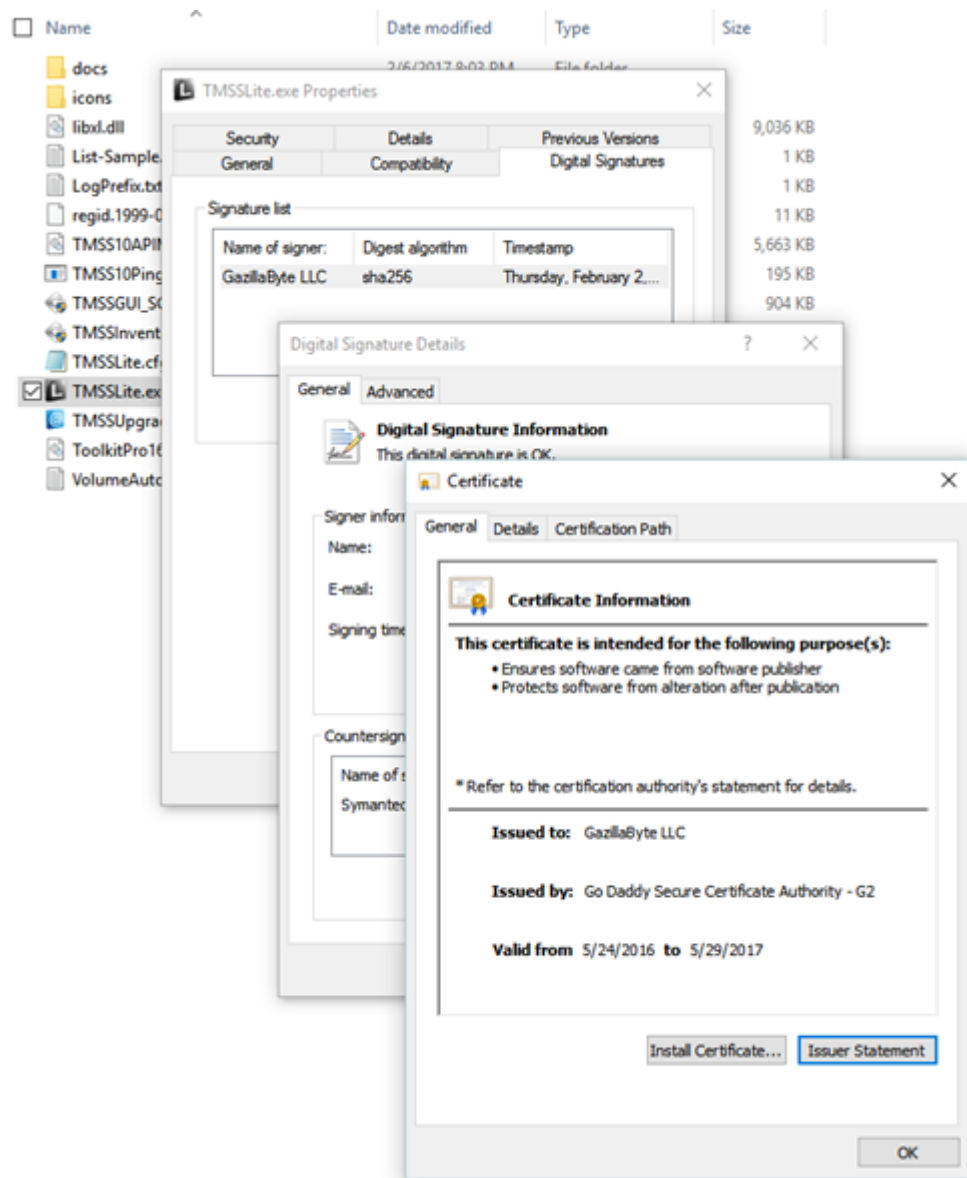 Name Date modified Type Size
docs 2/6/2017 8:03 PM File folder
icons
libxl.dll 9,036 KB
List-Sample. 1 KB
LogPrefix.txt 1 KB
regid.1999-0 11 KB
TMSS10API 5,663 KB
TMSS10Ping 195 KB
TMSSGUI_SC 904 KB
TMSSInvent
TMSSLite.cf
TMSSLite.ex
TMSSUpgra
ToolkitPro16
VolumeAuto
TMSSLite.exe Properties
Security Details Previous Versions
General Compatibility Digital Signatures
Signature list
Name of signer: Digest algorithm Timestamp
GazillaByte LLC sha256 Thursday, February 2,...
Digital Signature Details ?
General Advanced
Digital Signature Information
This digital signature is OK.
Signer inform
Name:
E-mail:
Signing time
Countersign
Name of s
Symantec
Certificate
General Details Certification Path
Certificate Information
This certificate is intended for the following purpose(s):
• Ensures software came from software publisher
• Protects software from alteration after publication
* Refer to the certification authority's statement for details.
Issued to: GazillaByte LLC
Issued by: Go Daddy Secure Certificate Authority - G2
Valid from 5/24/2016 to 5/29/2017
Install Certificate... Issuer Statement
OK